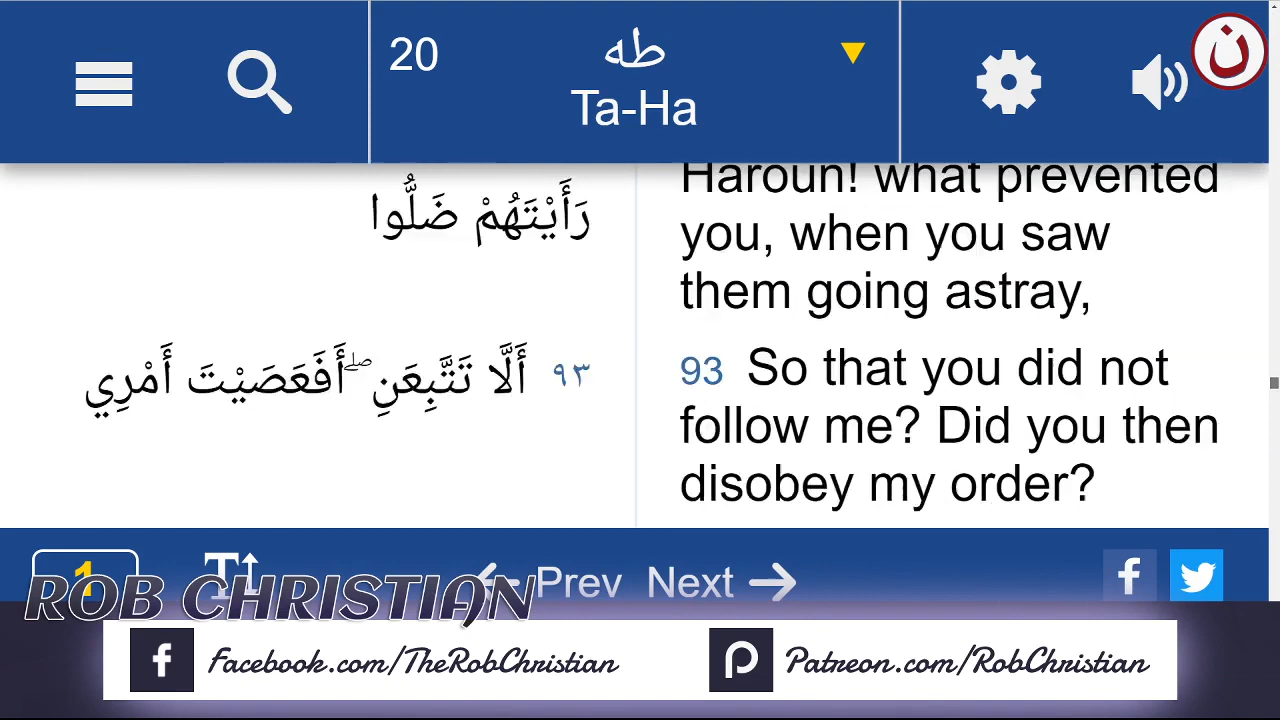 20
طه
Ta-Ha
ن
رَأَيْتَهُمْ ضَلُّوا
Haroun! what prevented
you, when you saw
them going astray,
٩٣ أَلَّا تَتَّبِعَنِ ۖ أَفَعَصَيْتَ أَمْرِي
93 So that you did not
follow me? Did you then
disobey my order?
1
T
Prev Next
ROB CHRISTIAN
Facebook.com/TheRobChristian
Patreon.com/RobChristian